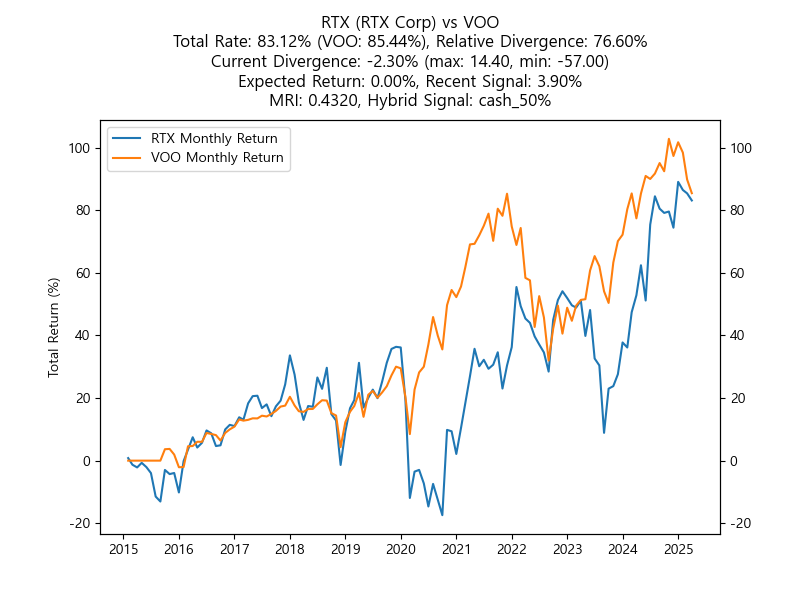 RTX (RTX Corp) vs VOO
Total Rate: 83.12% (VOO: 85.44%), Relative Divergence: 76.60%
Current Divergence: -2.30% (max: 14.40, min: -57.00)
Expected Return: 0.00%, Recent Signal: 3.90%
MRI: 0.4320, Hybrid Signal: cash_50%
RTX Monthly Return
VOO Monthly Return
Total Return (%)
100
80
60
40
20
0
-20
100
80
60
40
20
0
-20
2015 2016 2017 2018 2019 2020 2021 2022 2023 2024 2025